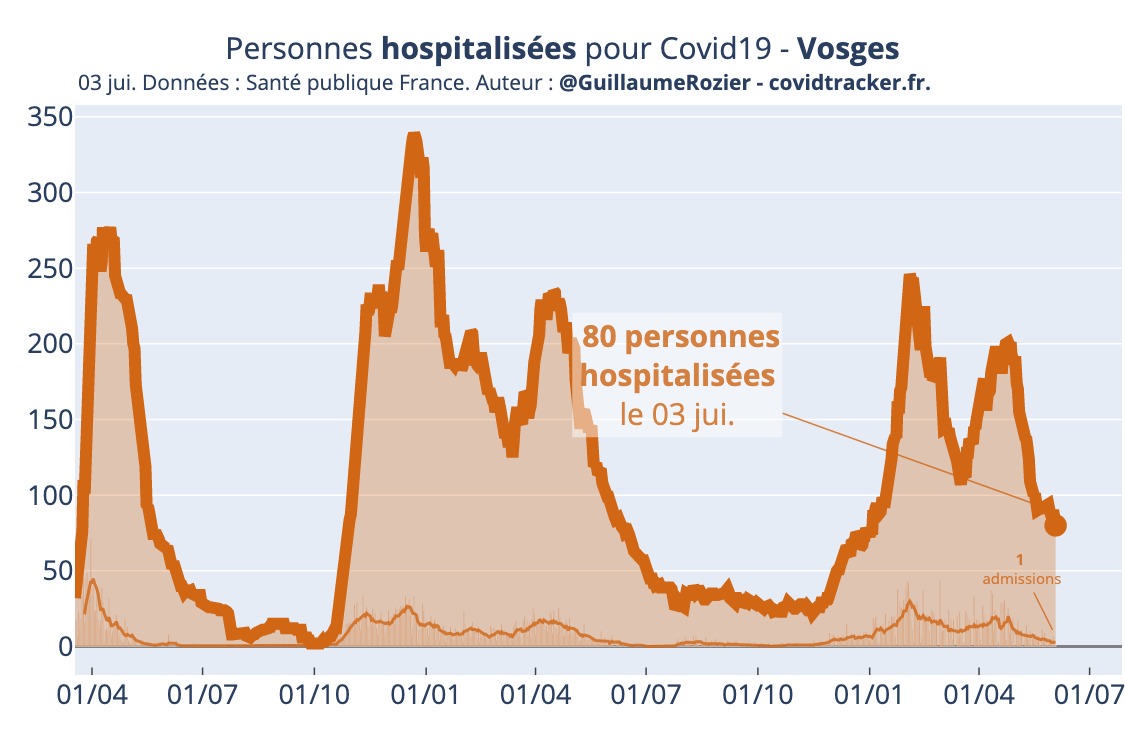 Personnes hospitalisées pour Covid19 - Vosges
03 jui. Données : Santé publique France. Auteur : @GuillaumeRozier - covidtracker.fr.
350
300
250
200
150
100
50
0
80 personnes
hospitalisées
le 03 jui.
1
admissions
01/04 01/07 01/10 01/01 01/04 01/07 01/10 01/01 01/04 01/07